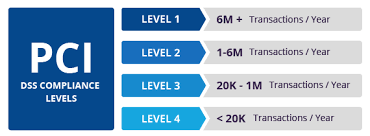 PCI
DSS COMPLIANCE
LEVELS
LEVEL 1 6M + Transactions / Year
LEVEL 2 1-6M Transactions / Year
LEVEL 3 20K - 1M Transactions / Year
LEVEL 4 < 20K Transactions / Year